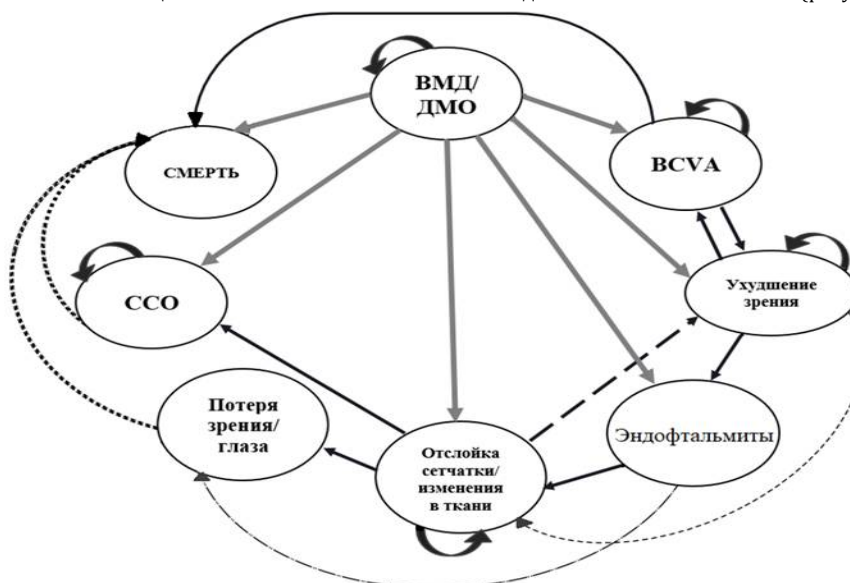 ВМД/
ДМО
СМЕРТЬ
BCVA
ССО
Ухудшение
зрения
Потеря
зрения/
глаза
Эндофтальмиты
Отслойка
сетчатки/
изменения
в ткани